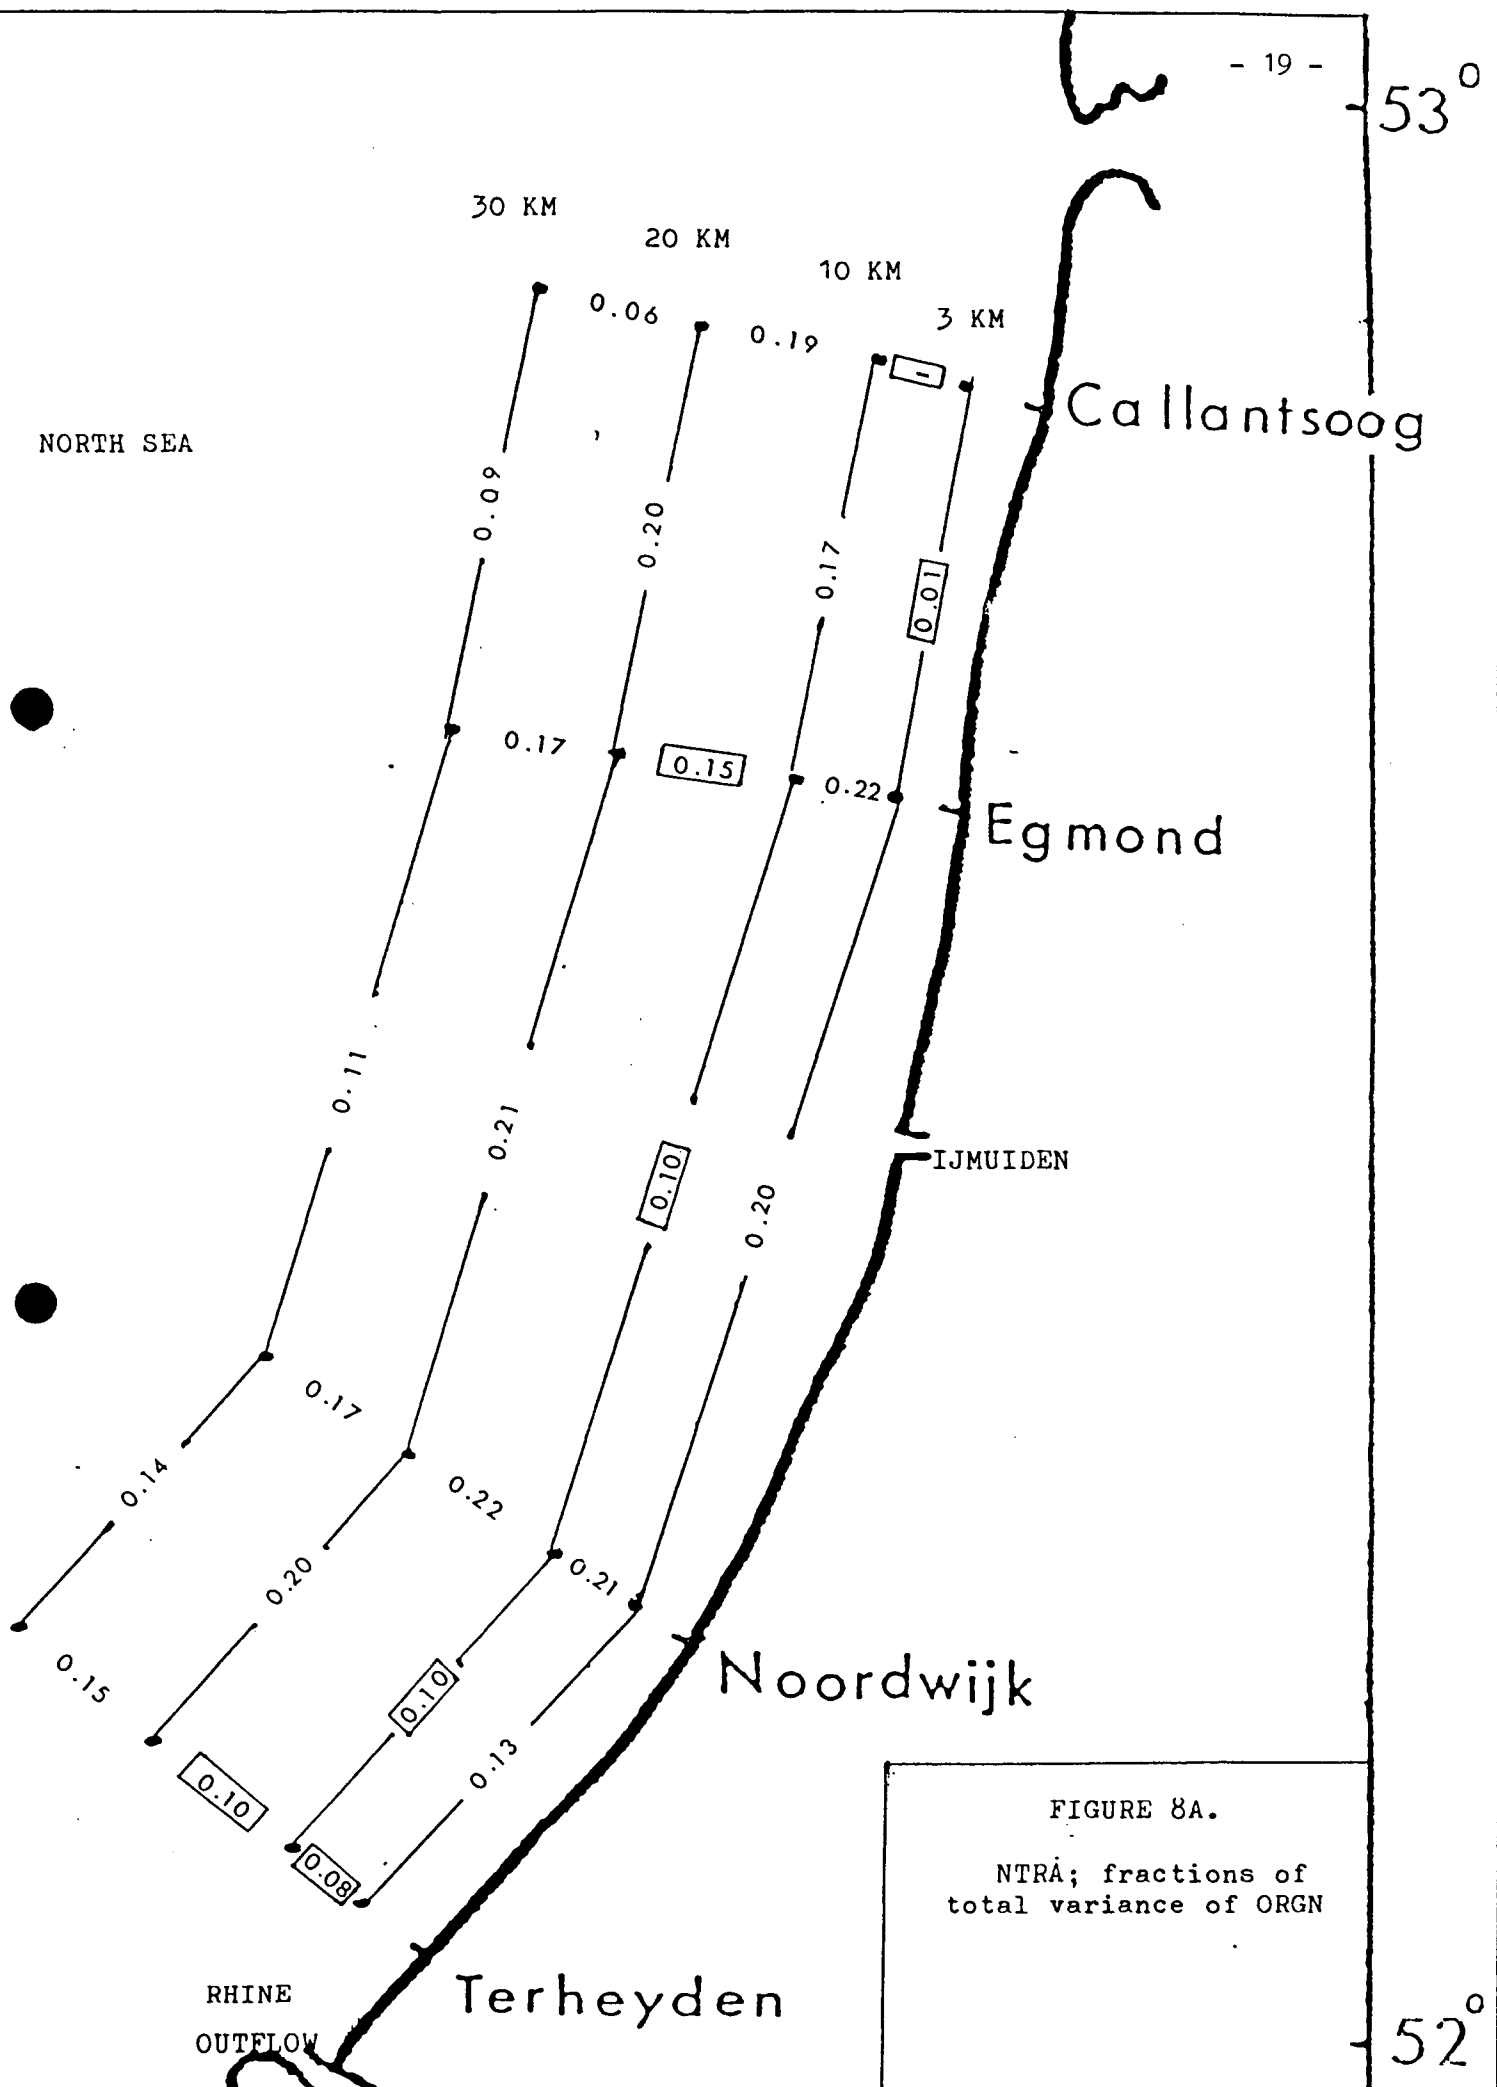 - 19 -
53°
30 KM
20 KM
10 KM
3 KM
0.06
0.19
-
Callantsoog
NORTH SEA
0.09
0.20
0.17
0.01
0.17
0.15
0.22
Egmond
0.11
0.21
0.10
0.20
IJMUIDEN
0.17
0.14
0.22
0.20
0.21
0.15
0.10
Noordwijk
0.13
0.10
0.08
FIGURE 8A.
NTRA; fractions of
total variance of ORGN
RHINE
OUTFLOW
Terheyden
52°